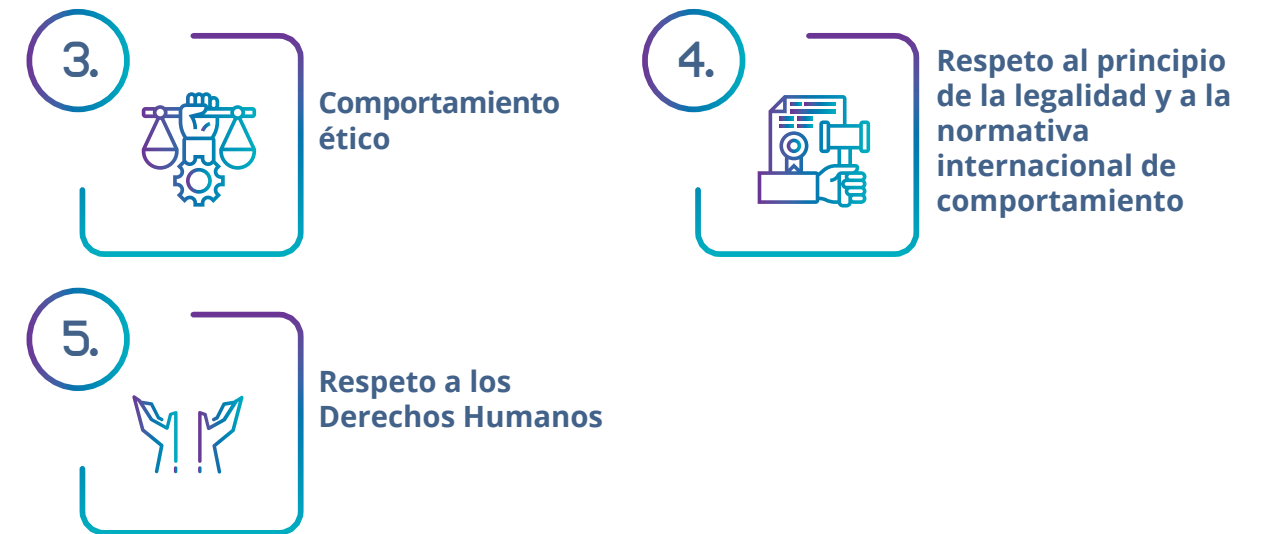 3.
Comportamiento
ético
4.
Respeto al principio
de la legalidad y a la
normativa
internacional de
comportamiento
5.
Respeto a los
Derechos Humanos